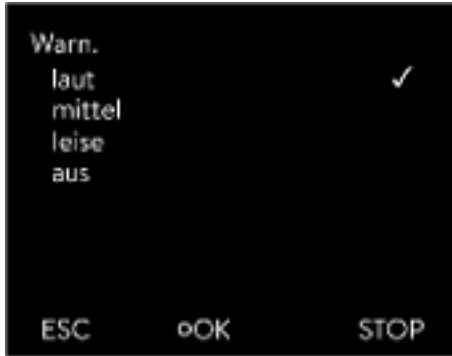 Warn.
laut ✓
mittel
leise
aus
ESC OK STOP